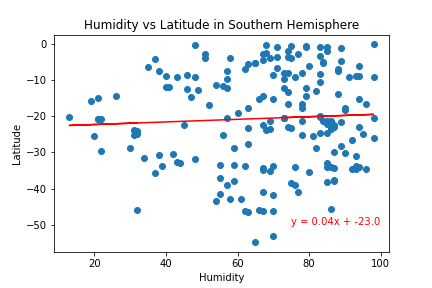 Humidity vs Latitude in Southern Hemisphere
0
−10
−20
−30
−40
−50
Latitude
y = 0.04x + -23.0
20 40 60 80 100
Humidity